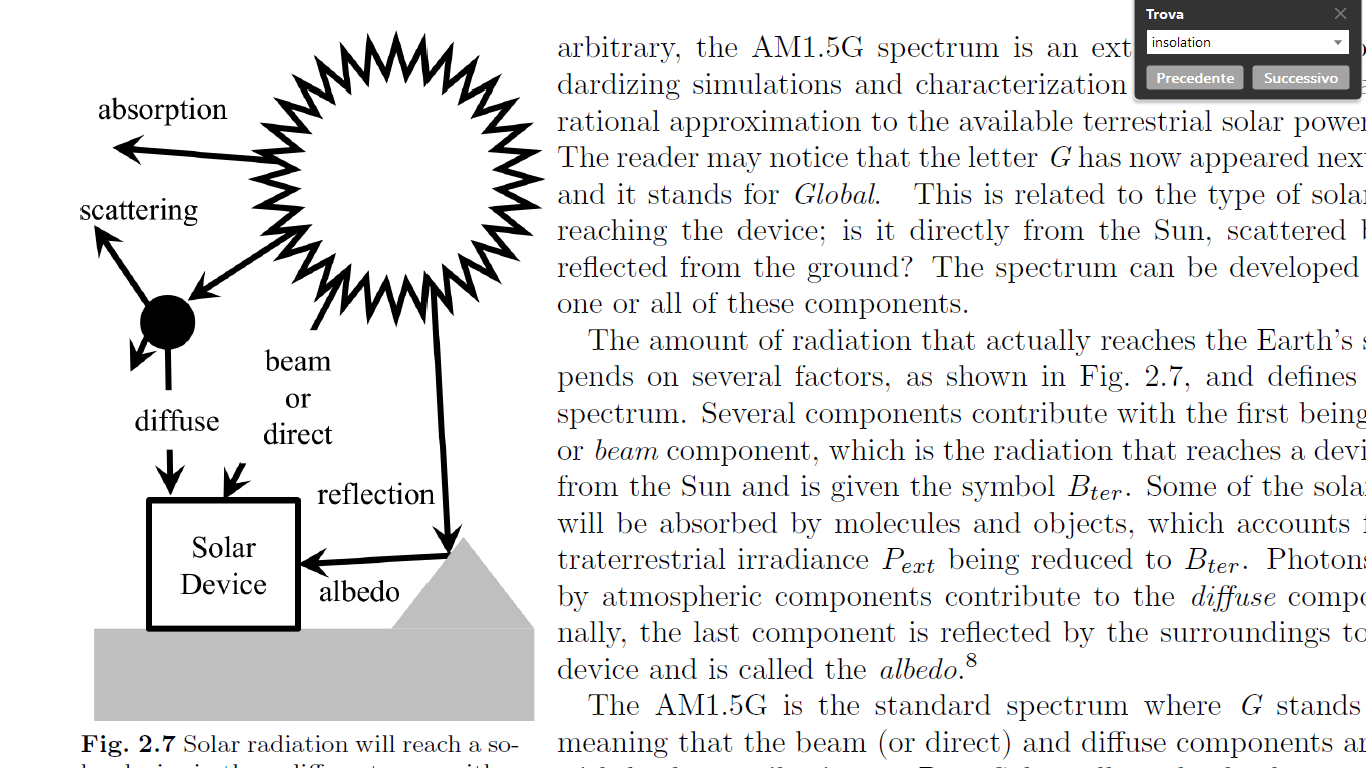 absorption
scattering
beam
or
direct
diffuse
reflection
Solar
Device
albedo
Fig. 2.7 Solar radiation will reach a so-
arbitrary, the AM1.5G spectrum is an
dardizing simulations and characterization
rational approximation to the available terrestrial solar power
The reader may notice that the letter G has now appeared
and it stands for Global. This is related to the type of
reaching the device; is it directly from the Sun, scattered
reflected from the ground? The spectrum can be developed
one or all of these components.
The amount of radiation that actually reaches the Earth's
pends on several factors, as shown in Fig. 2.7, and defines
spectrum. Several components contribute with the first being
or beam component, which is the radiation that reaches a
from the Sun and is given the symbol Bter. Some of the
will be absorbed by molecules and objects, which accounts
traterrestrial irradiance Pext being reduced to Bter. Photons
by atmospheric components contribute to the diffuse
nally, the last component is reflected by the surroundings to
device and is called the albedo.8
The AM1.5G is the standard spectrum where G stands
meaning that the beam (or direct) and diffuse components
Trova
insolation
Precedente
Successivo